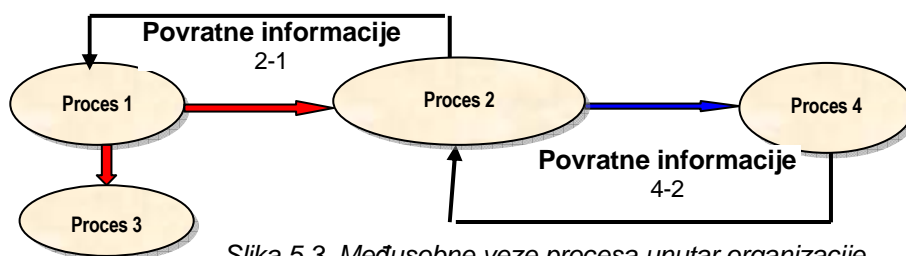 Povratne informacije
2-1
Proces 1
Proces 2
Proces 4
Povratne informacije
4-2
Proces 3
Slika 5.3. Međusobne veze procesa unutar organizacije